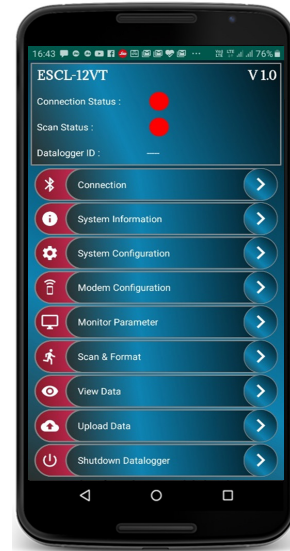 16:43 76%
ESCL-12VT V 1.0
Connection Status :
Scan Status :
Datalogger ID : —
Connection
System Information
System Configuration
Modem Configuration
Monitor Parameter
Scan & Format
View Data
Upload Data
Shutdown Datalogger